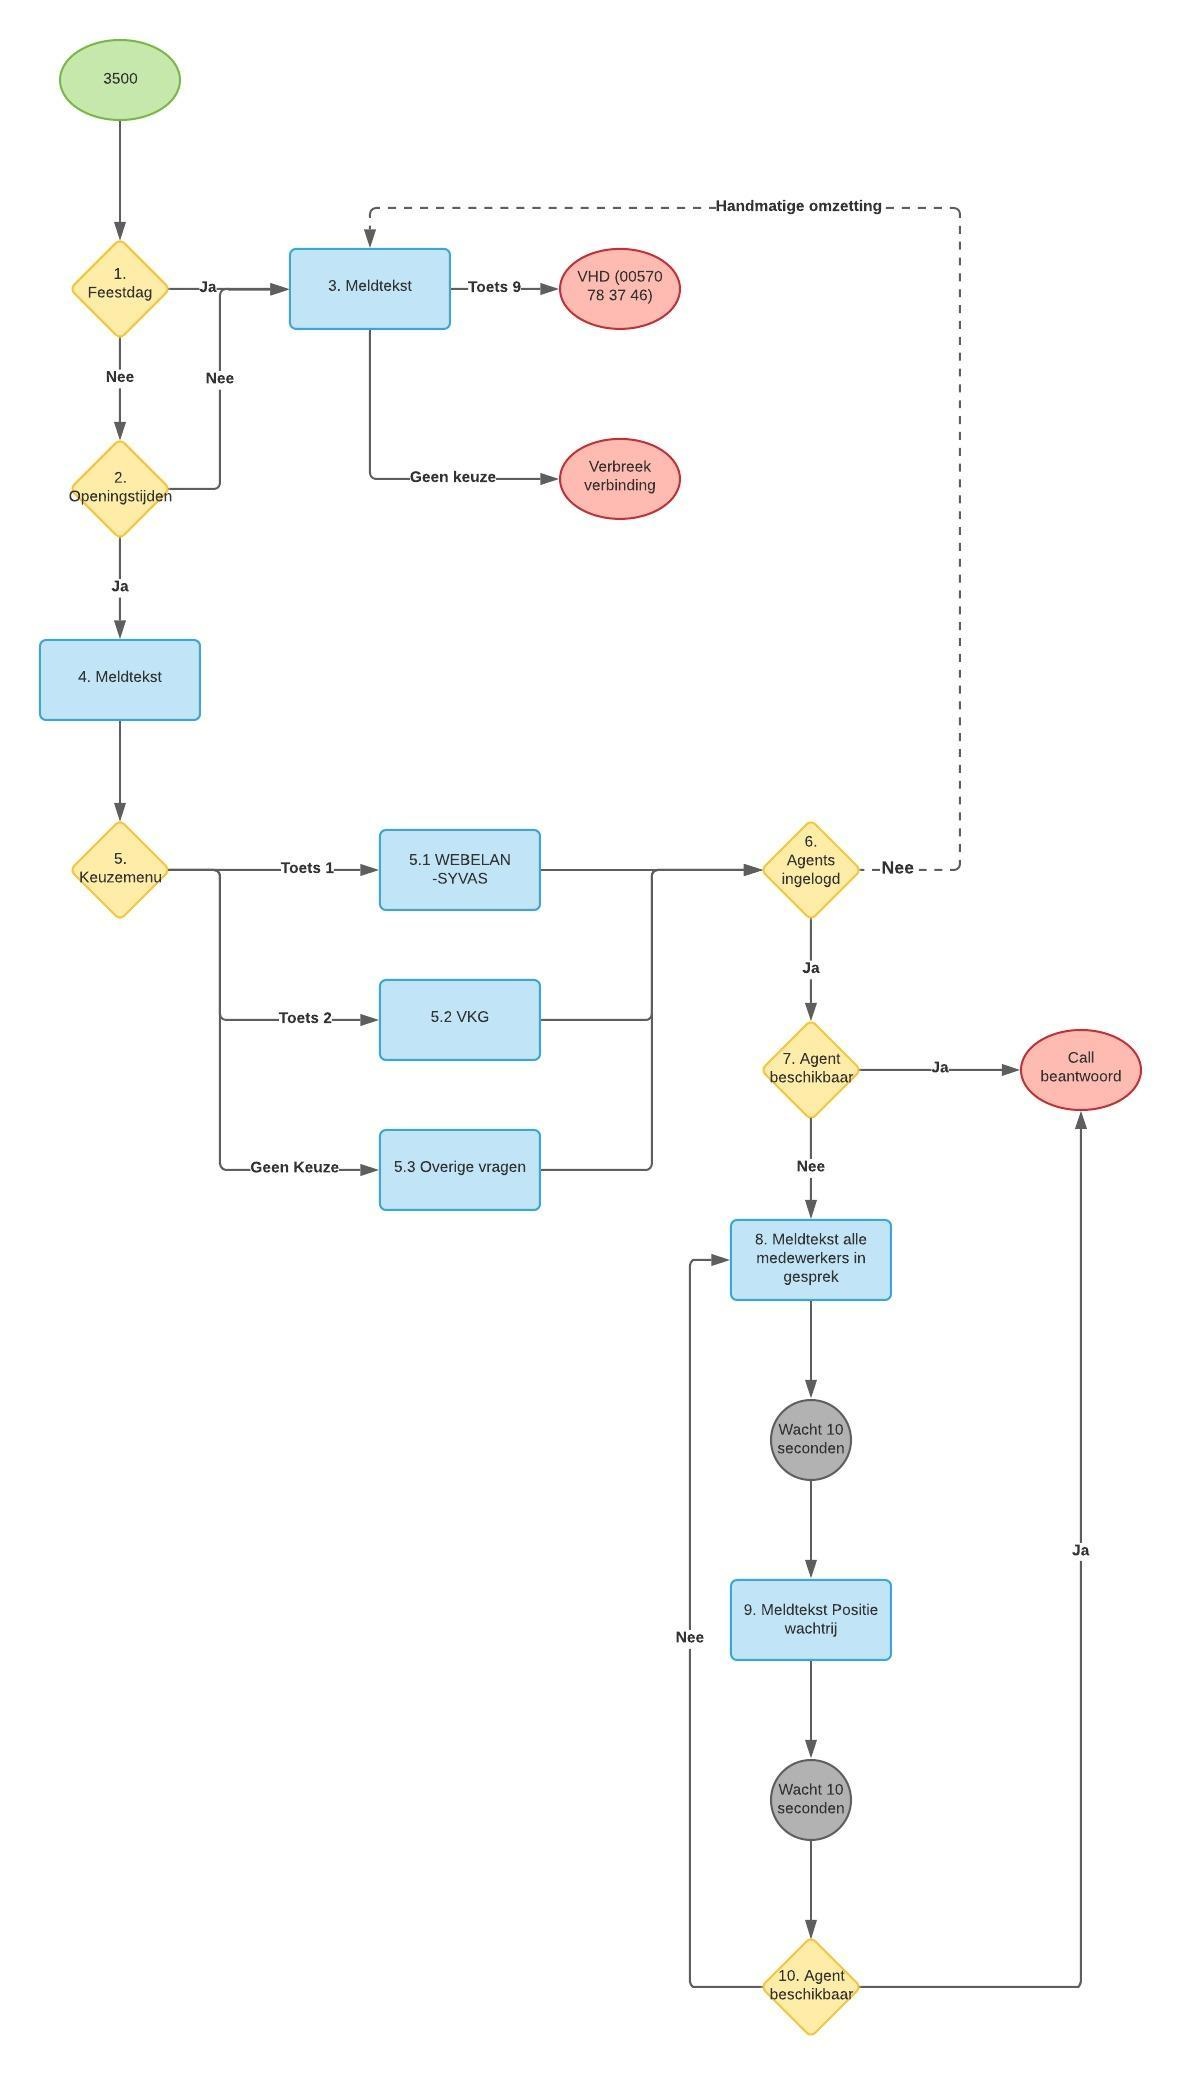 3500
Handmatige omzetting
1.
Feestdag
Ja
3. Meldtekst
Toets 9
VHD (00570
78 37 46)
Nee
Nee
Geen keuze
Verbreek
verbinding
2.
Openingstijden
Ja
4. Meldtekst
5.
Keuzemenu
Toets 1
5.1 WEBELAN
-SYVAS
6.
Agents
ingelogd
Nee
Ja
Toets 2
5.2 VKG
7. Agent
beschikbaar
Ja
Call
beantwoord
Geen Keuze
5.3 Overige vragen
Nee
8. Meldtekst alle
medewerkers in
gesprek
Wacht 10
seconden
Ja
9. Meldtekst Positie
wachtrij
Nee
Wacht 10
seconden
10. Agent
beschikbaar